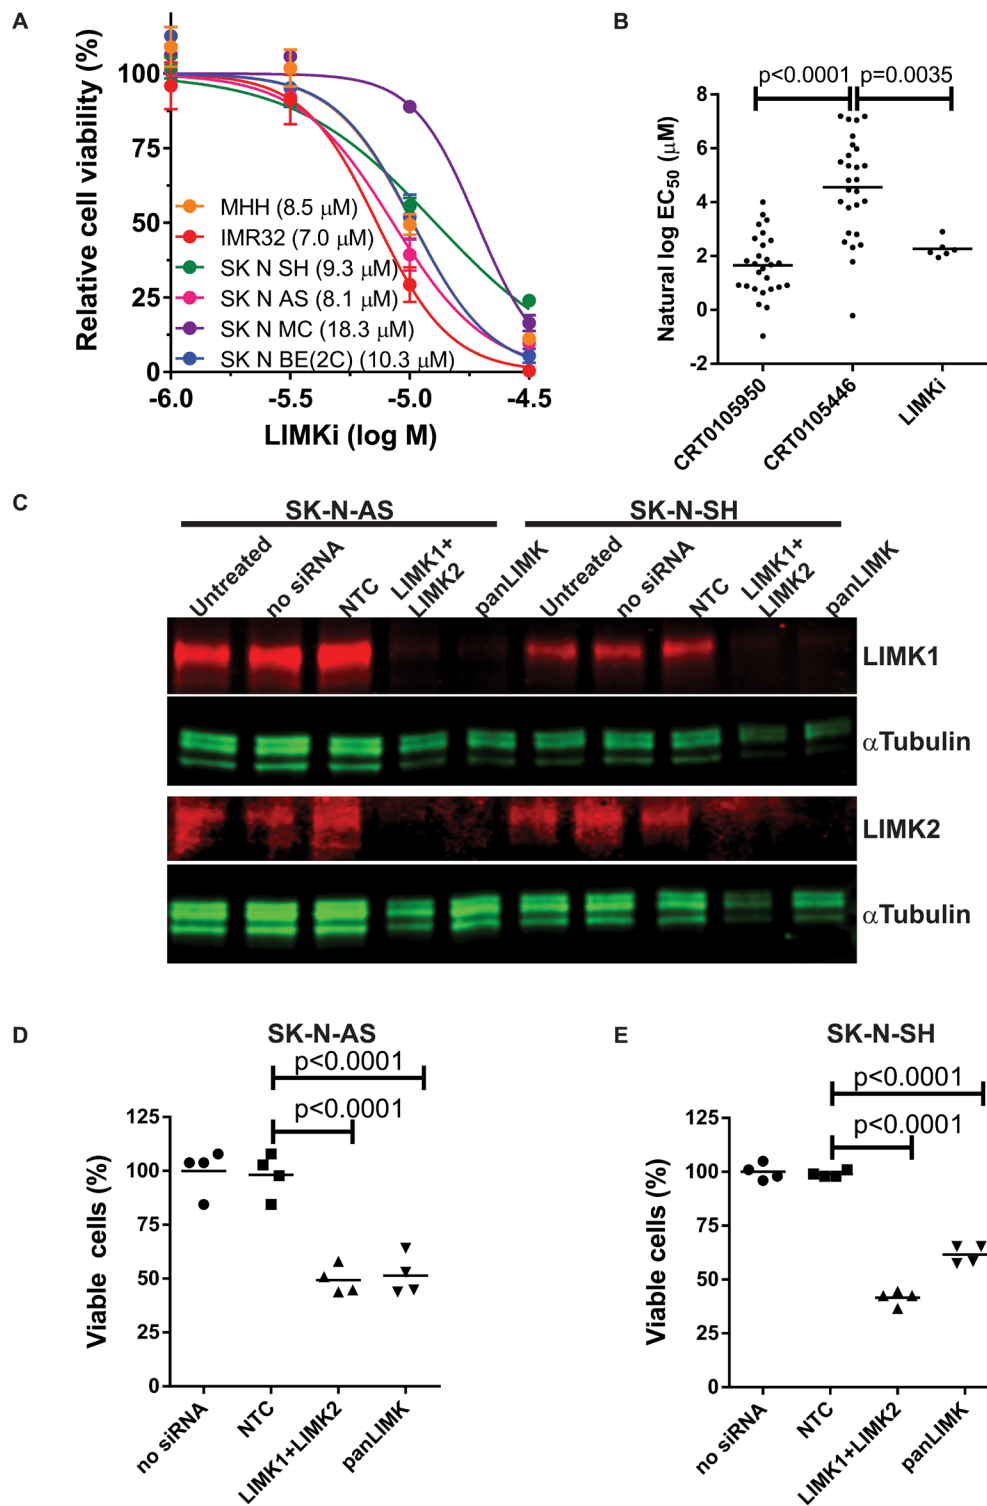 A
Relative cell viability (%)
100
75
50
25
0
MHH (8.5 μM)
IMR32 (7.0 μM)
SK N SH (9.3 μM)
SK N AS (8.1 μM)
SK N MC (18.3 μM)
SK N BE(2C) (10.3 μM)
-6.0 -5.5 -5.0 -4.5
LIMKi (log M)
B
p<0.0001 p=0.0035
Natural log EC50 (μM)
8
6
4
2
0
-2
CRT0105950
CRT0105446
LIMKi
C
SK-N-AS SK-N-SH
Untreated
no siRNA
NTC
LIMK1+
LIMK2
panLIMK
Untreated
no siRNA
NTC
LIMK1+
LIMK2
panLIMK
LIMK1
αTubulin
LIMK2
αTubulin
D
SK-N-AS
p<0.0001
p<0.0001
Viable cells (%)
125
100
75
50
25
0
no siRNA
NTC
LIMK1+LIMK2
panLIMK
E
SK-N-SH
p<0.0001
p<0.0001
Viable cells (%)
125
100
75
50
25
0
no siRNA
NTC
LIMK1+LIMK2
panLIMK